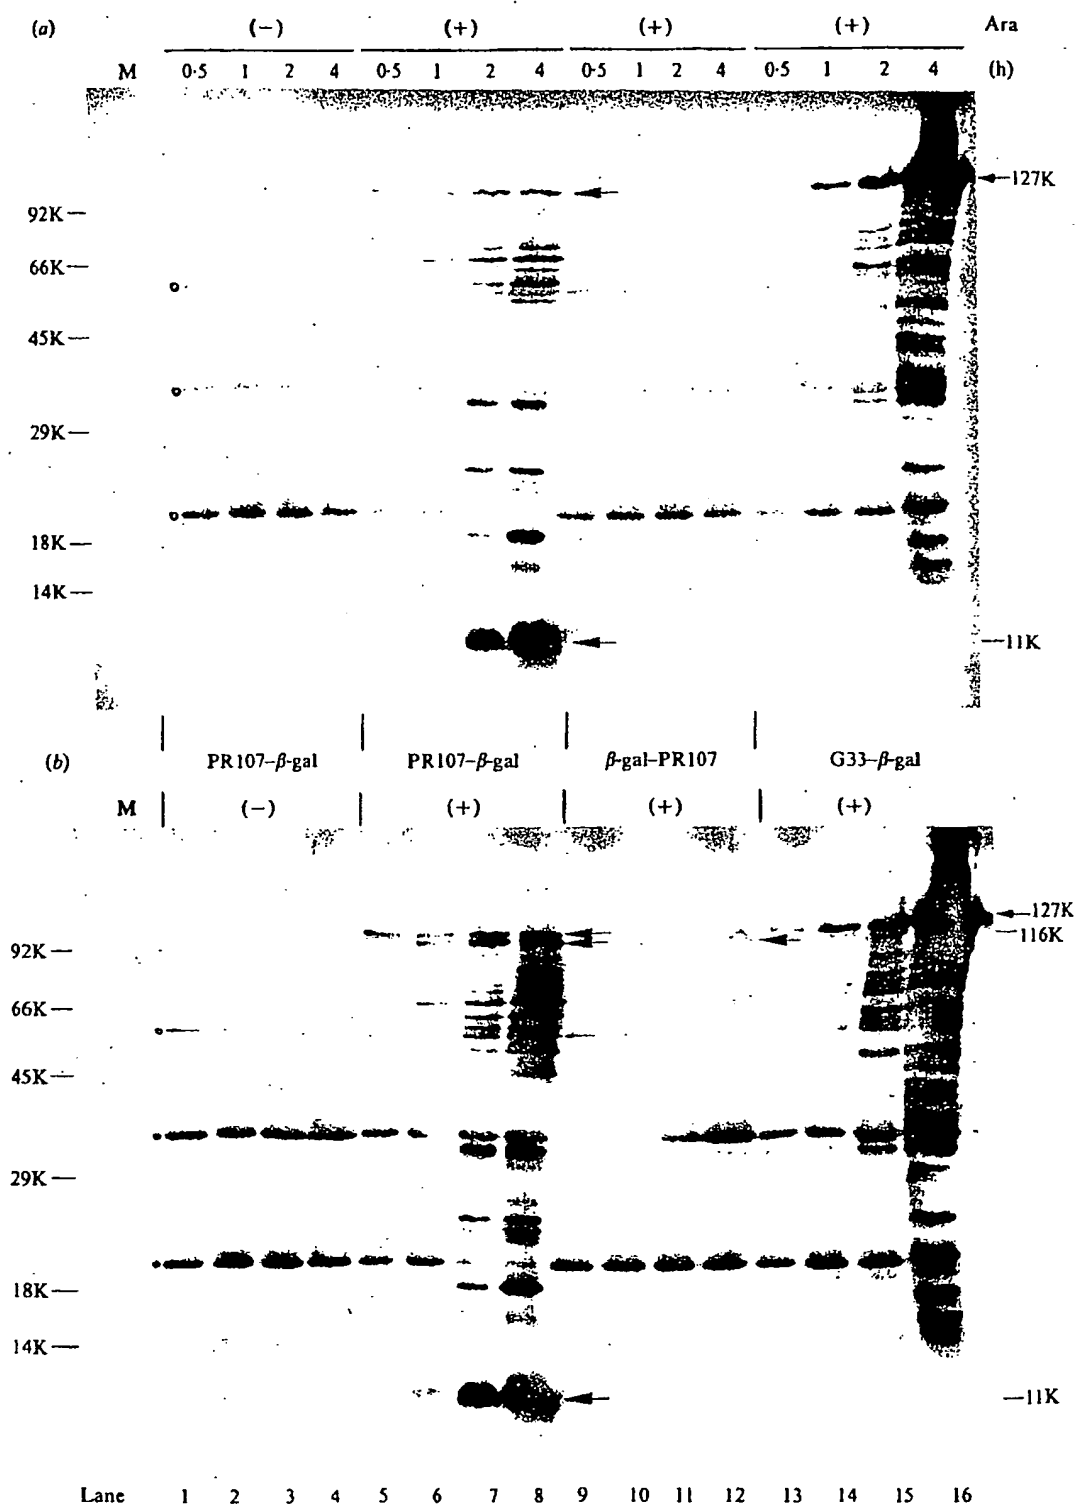 (a) (−) (+) (+) (+) Ara
M 0·5 1 2 4 0·5 1 2 4 0·5 1 2 4 0·5 1 2 4 (h)
127K
92K
66K
45K
29K
18K
14K
11K
PR107–β-gal PR107–β-gal β-gal–PR107 G33–β-gal
(b)
M (−) (+) (+) (+)
127K
116K
92K
66K
45K
29K
18K
14K
11K
Lane 1 2 3 4 5 6 7 8 9 10 11 12 13 14 15 16